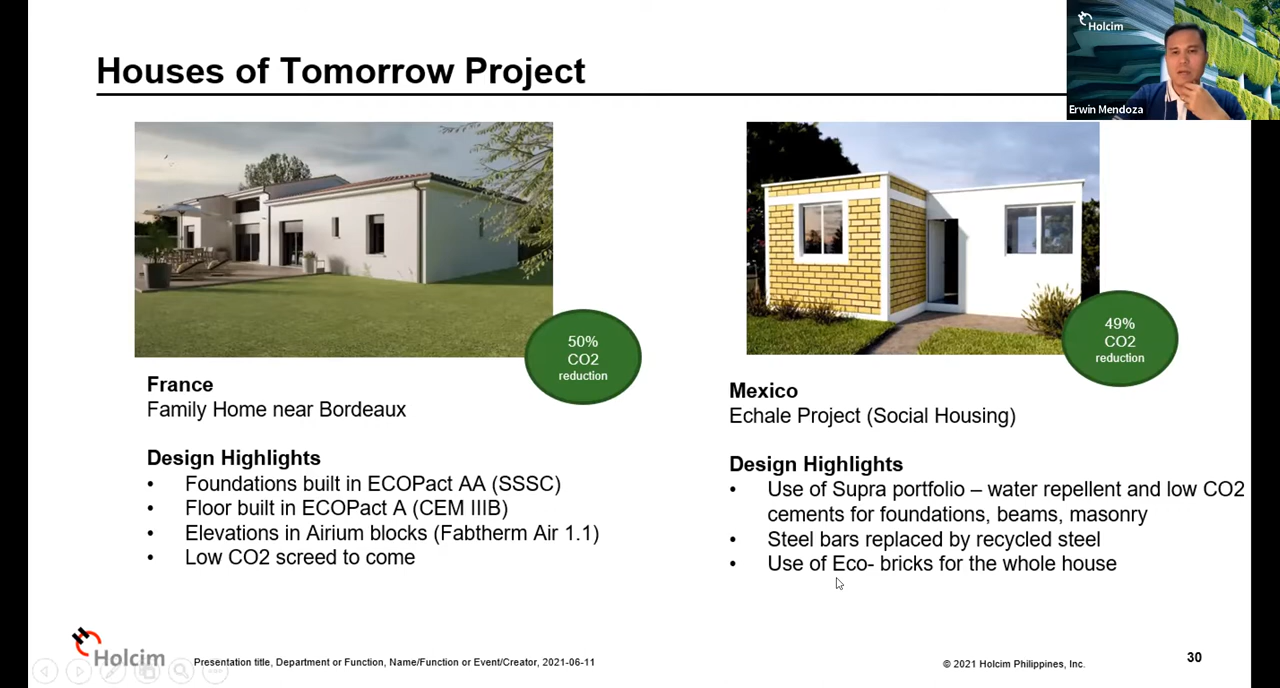 Houses of Tomorrow Project
Holcim
Erwin Mendoza
50%
CO2
reduction
France
Family Home near Bordeaux
Design Highlights
• Foundations built in ECOPact AA (SSSC)
• Floor built in ECOPact A (CEM IIIB)
• Elevations in Airium blocks (Fabtherm Air 1.1)
• Low CO2 screed to come
49%
CO2
reduction
Mexico
Echale Project (Social Housing)
Design Highlights
• Use of Supra portfolio – water repellent and low CO2
cements for foundations, beams, masonry
• Steel bars replaced by recycled steel
• Use of Eco- bricks for the whole house
Holcim
Presentation title, Department or Function, Name/Function or Event/Creator, 2021-06-11
© 2021 Holcim Philippines, Inc.
30